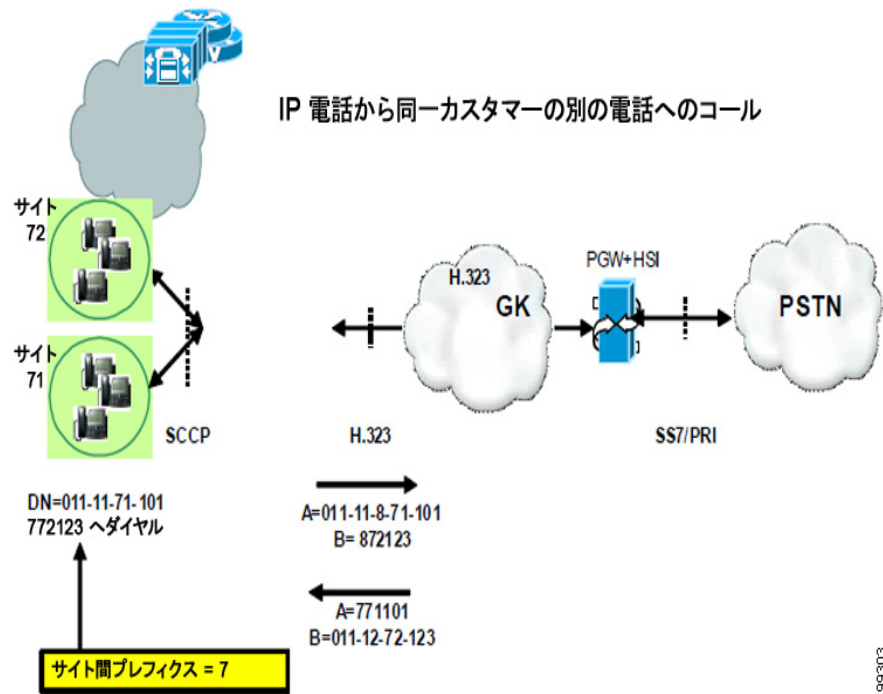 IP 電話から同一カスタマーの別の電話へのコール
サイト
72
サイト
71
SCCP
H.323
GK
PGW+HSI
PSTN
H.323
SS7/PRI
DN=011-11-71-101
772123 へダイヤル
A=011-11-8-71-101
B= 872123
A=771101
B=011-12-72-123
サイト間プレフィクス = 7
99303